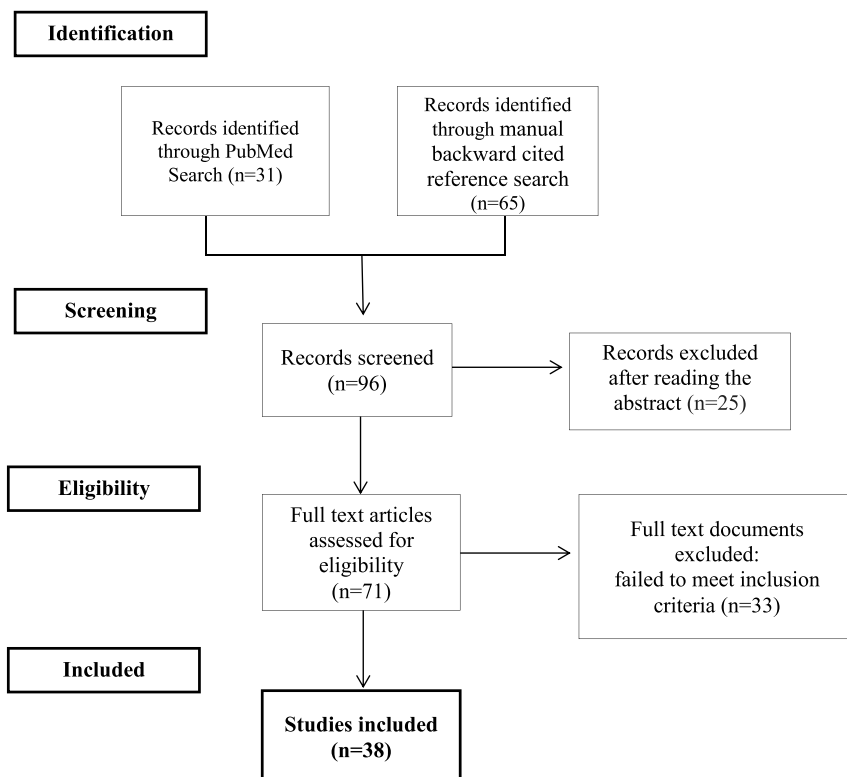 Identification
Records identified
through PubMed
Search (n=31)
Records identified
through manual
backward cited
reference search
(n=65)
Screening
Records screened
(n=96)
Records excluded
after reading the
abstract (n=25)
Eligibility
Full text articles
assessed for
eligibility
(n=71)
Full text documents
excluded:
failed to meet inclusion
criteria (n=33)
Included
Studies included
(n=38)